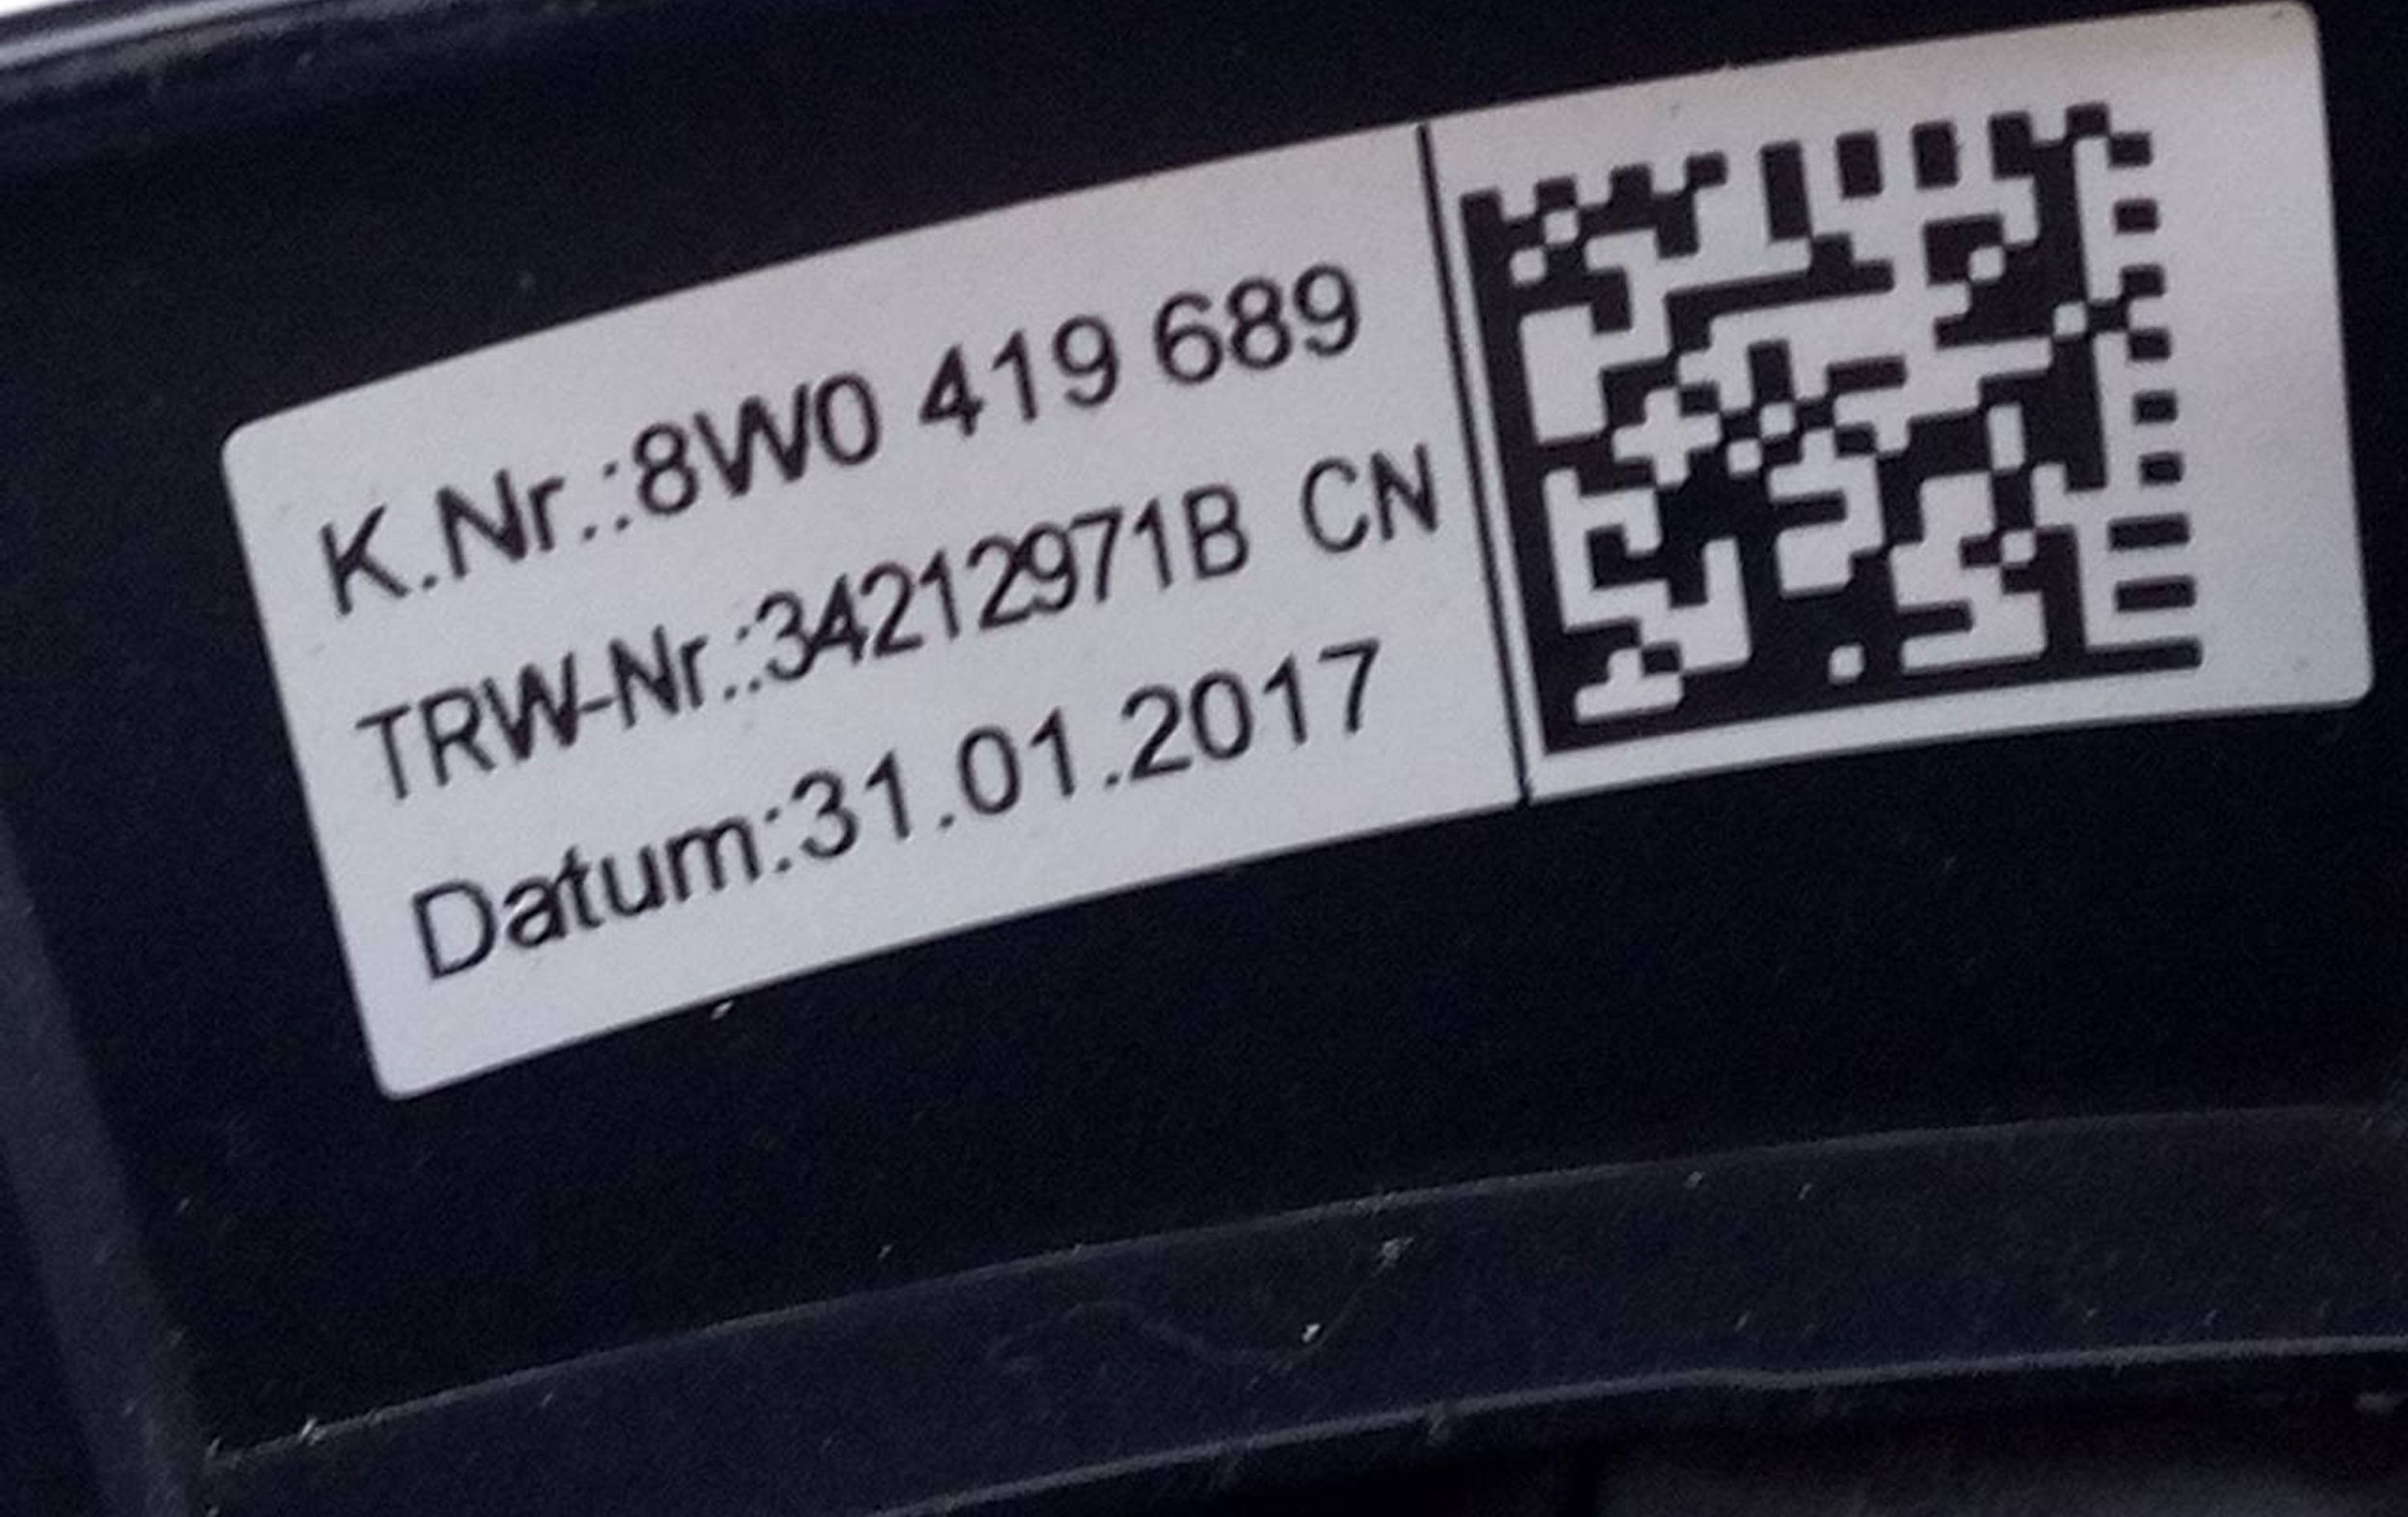 K.Nr.:8W0 419 689
TRW-Nr.:34212971B CN
Datum:31.01.2017